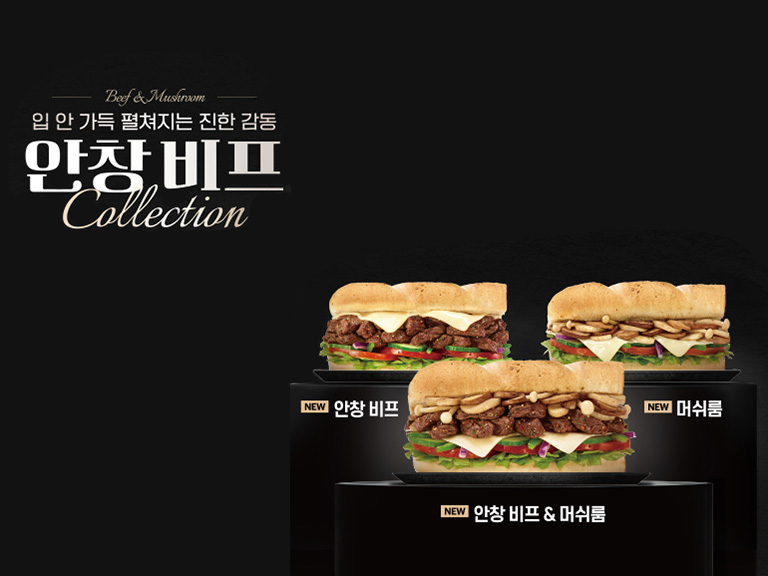 Beef & Mushroom
입 안 가득 펼쳐지는 진한 감동
안창 비프
Collection
NEW 안창 비프
NEW 머쉬룸
NEW 안창 비프 & 머쉬룸